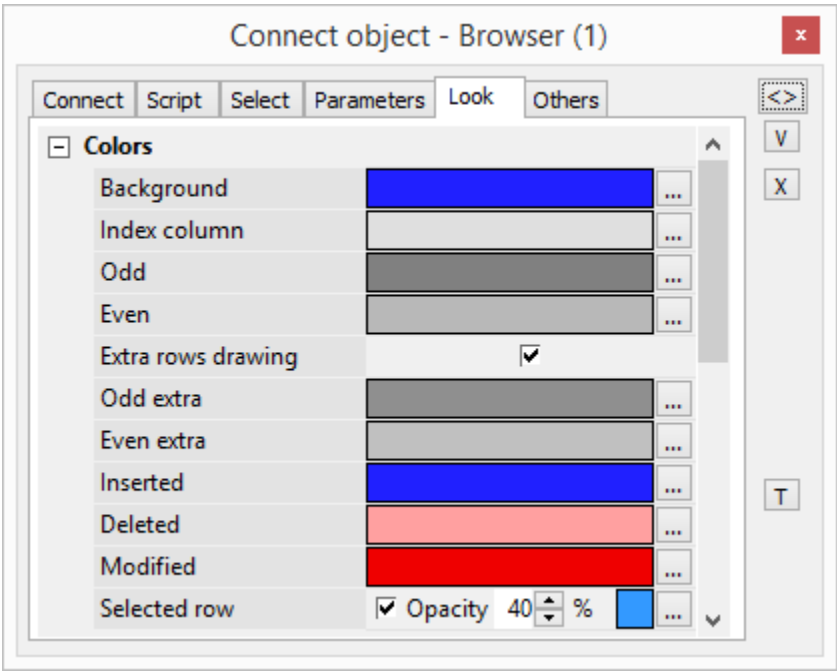 Connect object - Browser (1)
x
Connect Script Select Parameters Look Others
<>
Colors
V
Background ...
X
Index column ...
Odd ...
Even ...
Extra rows drawing
Odd extra ...
Even extra ...
Inserted ...
T
Deleted ...
Modified ...
Selected row Opacity 40 % ...